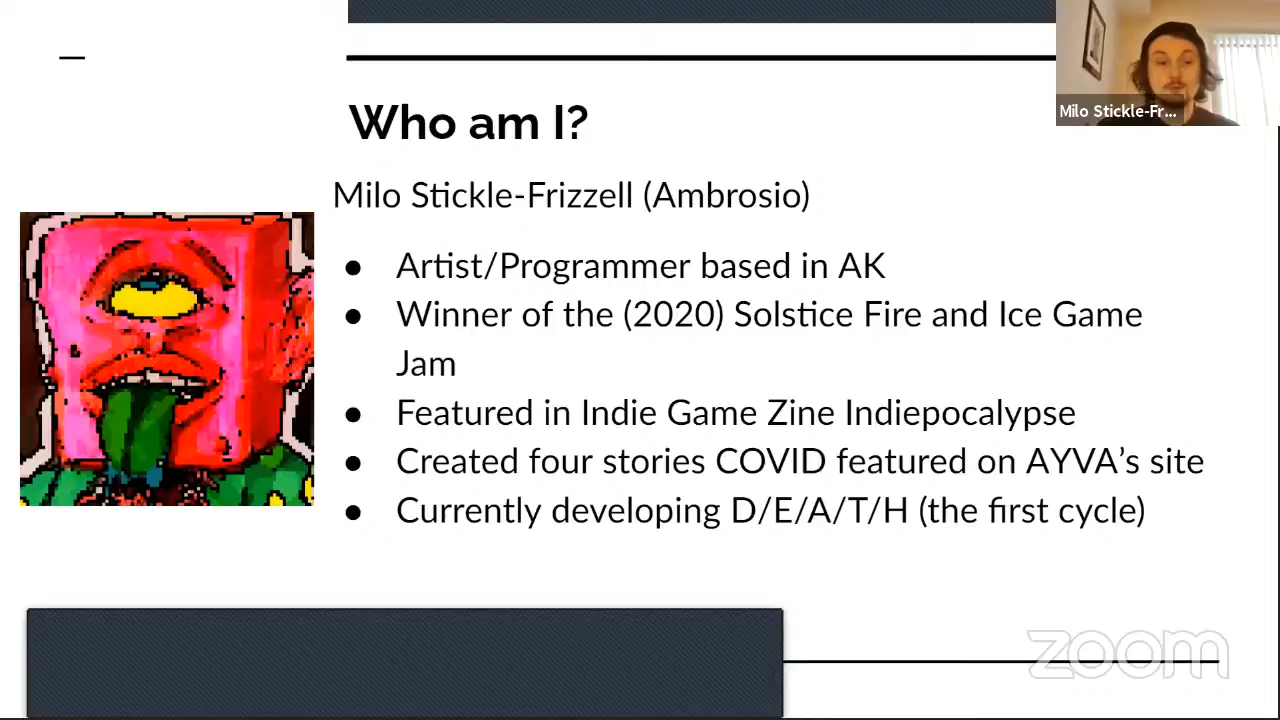 Milo Stickle-Fr...
Who am I?
Milo Stickle-Frizzell (Ambrosio)
● Artist/Programmer based in AK
● Winner of the (2020) Solstice Fire and Ice Game
Jam
● Featured in Indie Game Zine Indiepocalypse
● Created four stories COVID featured on AYVA’s site
● Currently developing D/E/A/T/H (the first cycle)
zoom